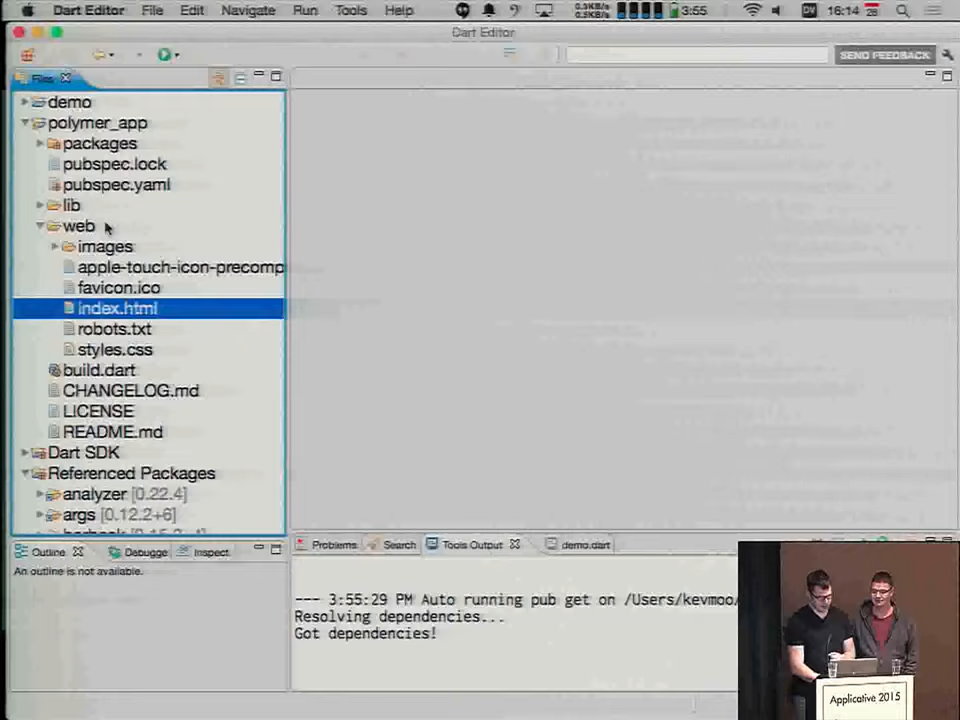 Dart Editor File Edit Navigate Run Tools Help 3:55 16:14
Dart Editor
SEND FEEDBACK
Files
demo
polymer_app
packages
pubspec.lock
pubspec.yaml
lib
web
images
apple-touch-icon-precomp
favicon.ico
index.html
robots.txt
styles.css
build.dart
CHANGELOG.md
LICENSE
README.md
Dart SDK
Referenced Packages
analyzer [0.22.4]
args [0.12.2+6]
Outline Debugge Inspect
An outline is not available.
Problems Search Tools Output demo.dart
--- 3:55:29 PM Auto running pub get on /Users/kevmoo/
Resolving dependencies...
Got dependencies!
Applicative 2015